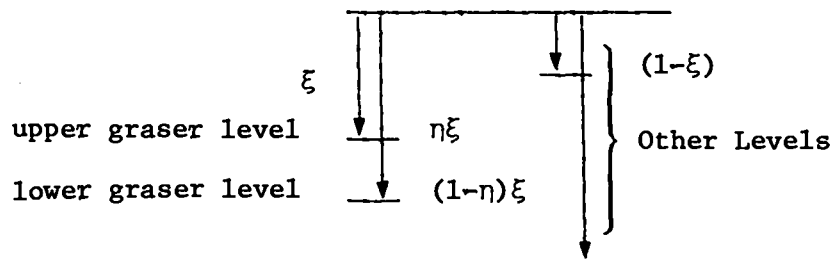 (1-ξ)
ξ
upper graser level ηξ
Other Levels
lower graser level (1-η)ξ